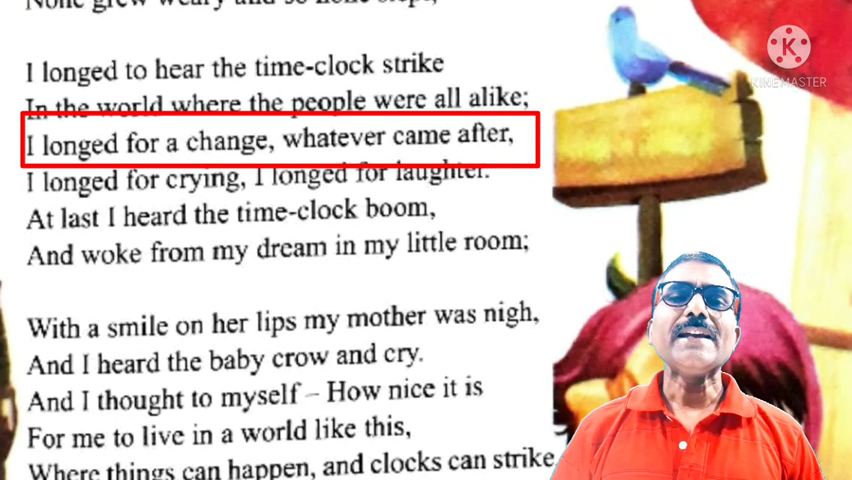 None grew weary and so none slept,
I longed to hear the time-clock strike
In the world where the people were all alike;
I longed for a change, whatever came after,
I longed for crying, I longed for laughter.
At last I heard the time-clock boom,
And woke from my dream in my little room;
With a smile on her lips my mother was nigh,
And I heard the baby crow and cry.
And I thought to myself – How nice it is
For me to live in a world like this,
Where things can happen, and clocks can strike
K
KINEMASTER